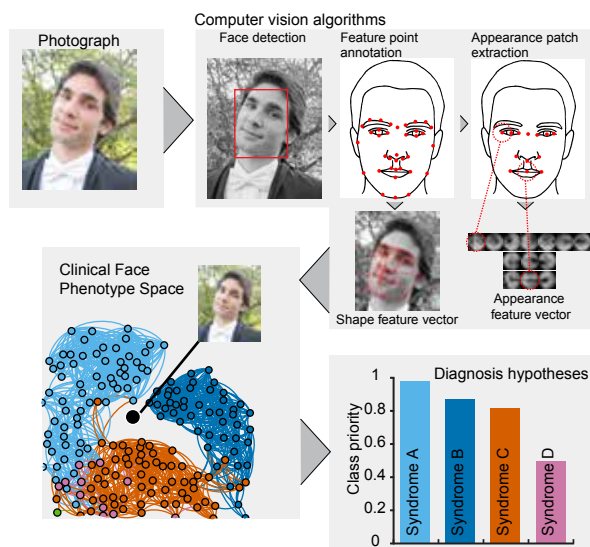 Computer vision algorithms
Photograph
Face detection
Feature point
annotation
Appearance patch
extraction
Shape feature vector
Appearance
feature vector
Clinical Face
Phenotype Space
Diagnosis hypotheses
Class priority
1
0.8
0.6
0.4
0.2
0
Syndrome A
Syndrome B
Syndrome C
Syndrome D